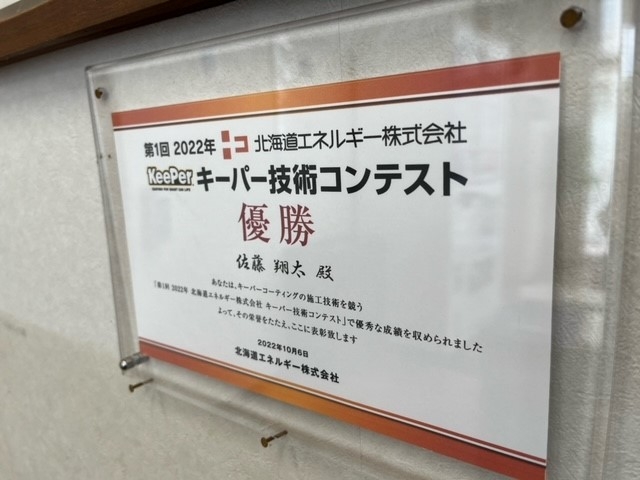 第1回 2022年 北海道エネルギー株式会社
KeePer キーパー技術コンテスト
優勝
佐藤 翔太 殿
あなたは、キーパーコーティングの施工技術を競う
「第1回 2022年 北海道エネルギー株式会社 キーパー技術コンテスト」で優秀な成績を収められました
よって、その栄誉をたたえ、ここに表彰致します
2022年10月6日
北海道エネルギー株式会社